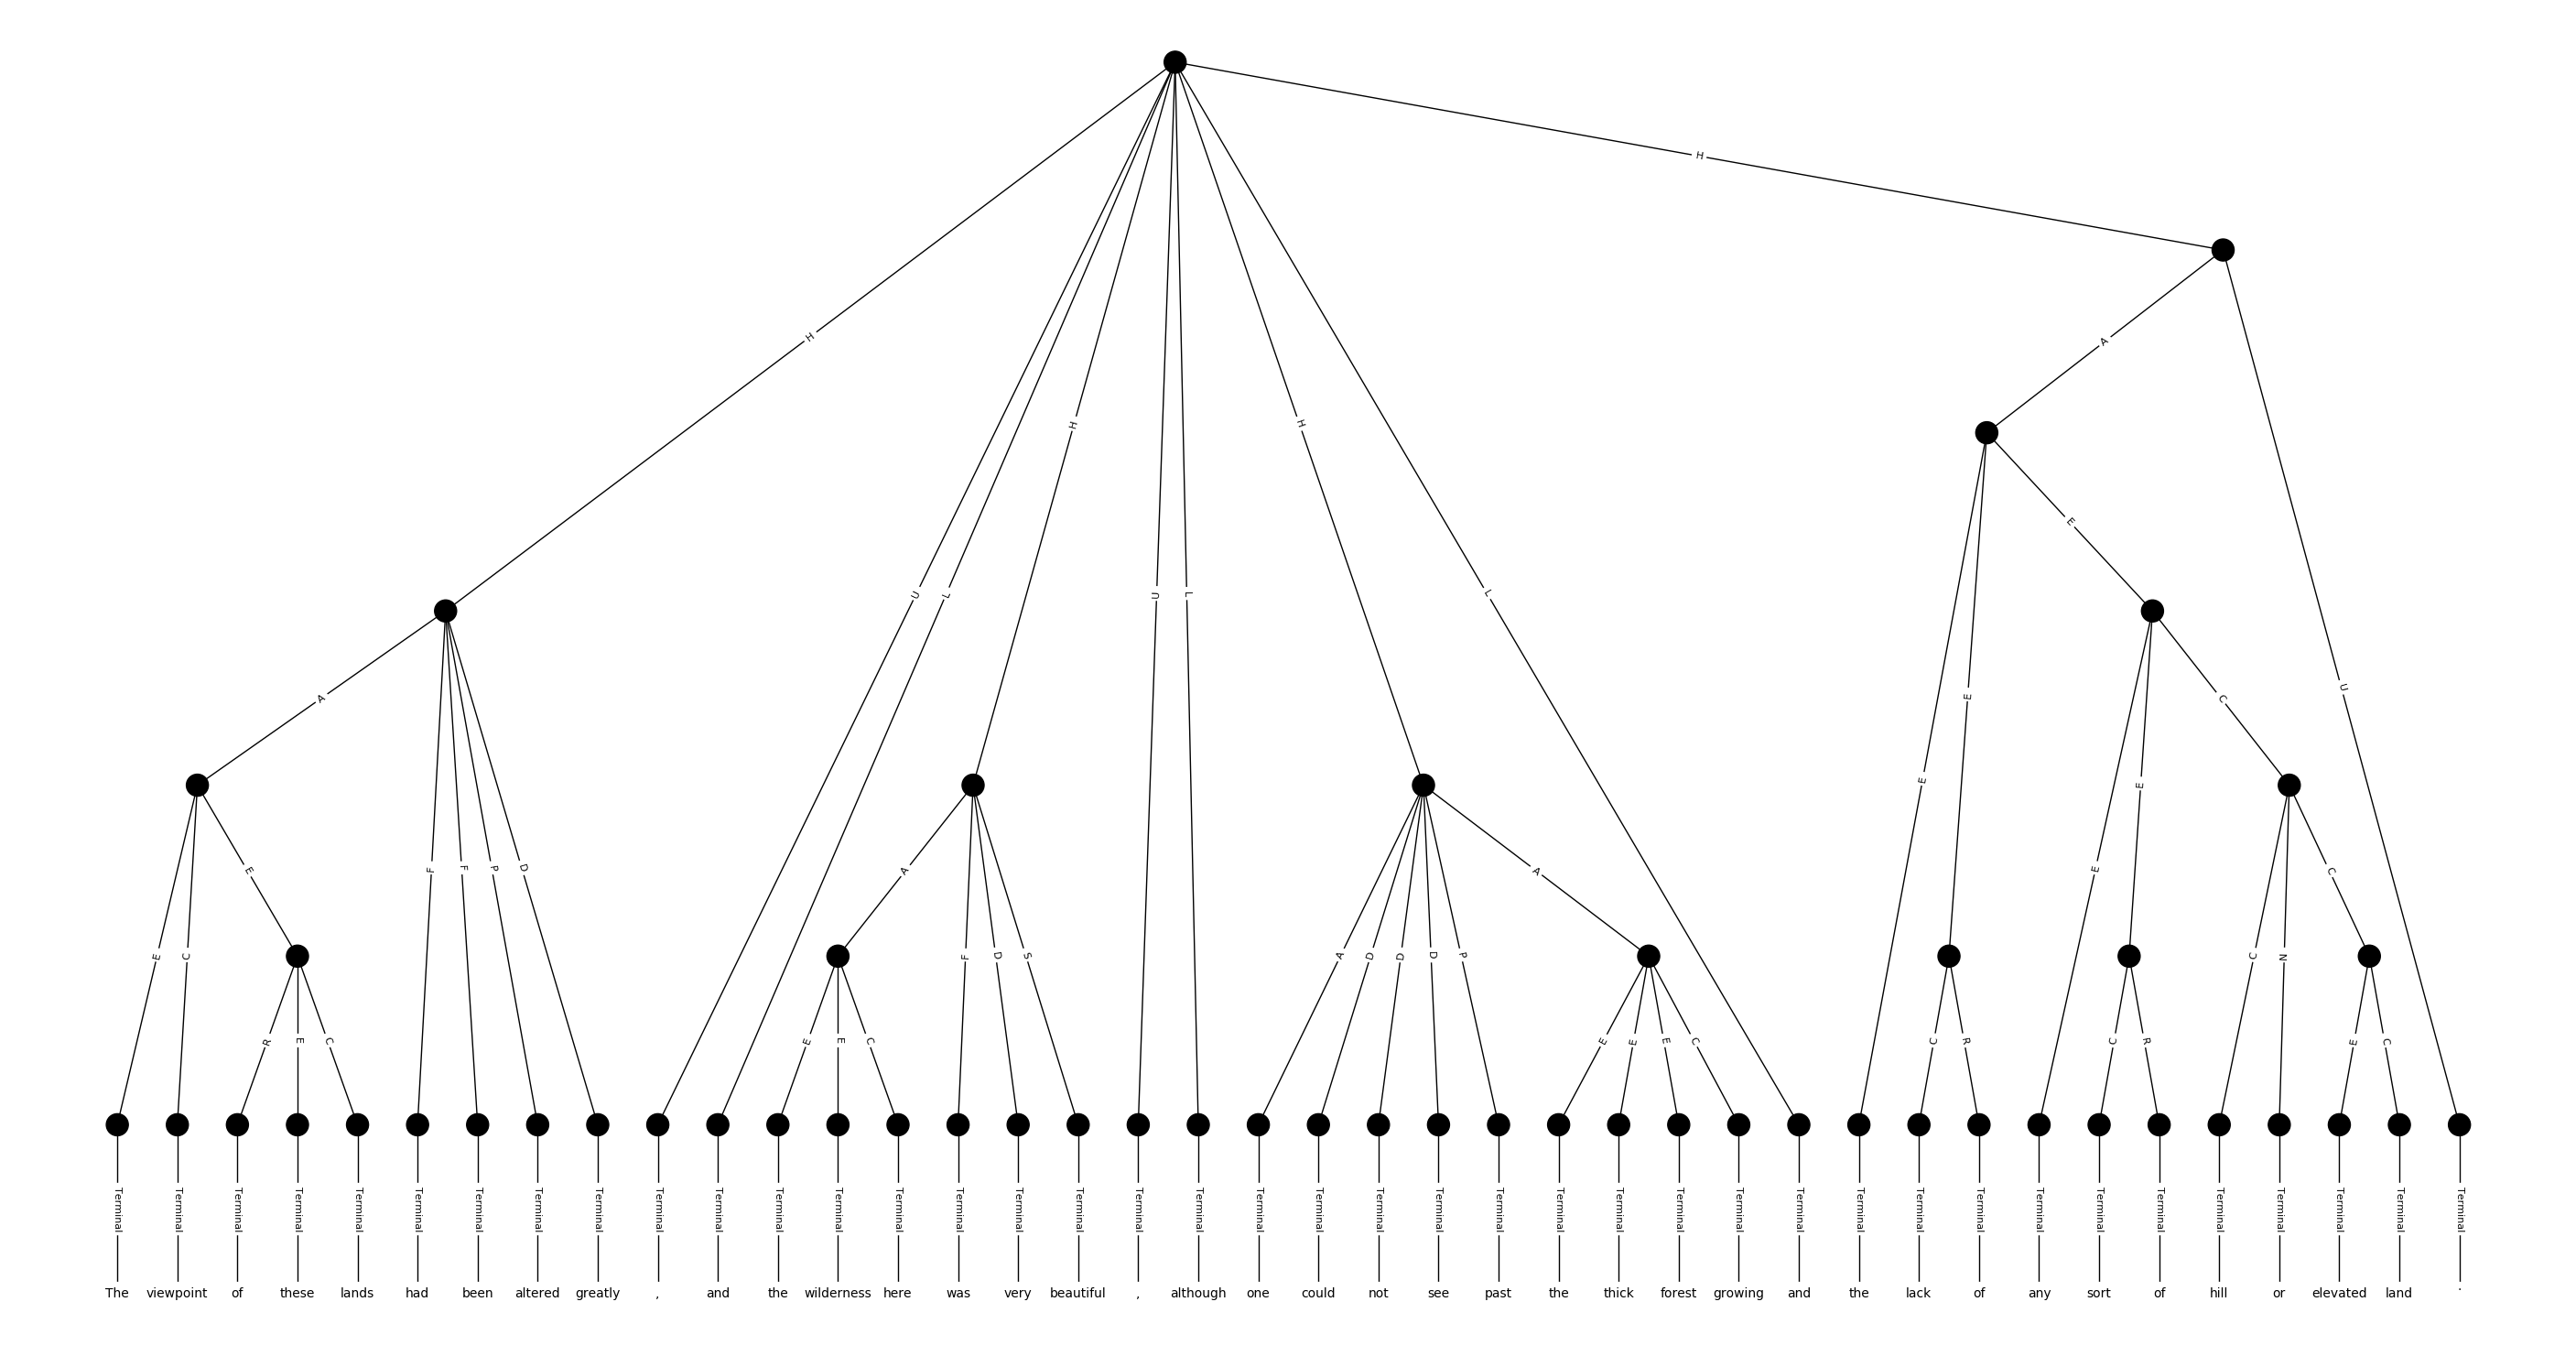 H
H
A
H
H
A
E
U
L
U
L
L
E
U
A
E
C
E
E
F
F
P
D
A
A
E
C
E
C
F
D
S
A
D
D
D
P
C
N
R
E
C
E
E
C
E
E
E
C
C
R
C
R
E
C
Terminal Terminal Terminal Terminal Terminal Terminal Terminal Terminal Terminal Terminal Terminal Terminal Terminal Terminal Terminal Terminal Terminal Terminal Terminal Terminal Terminal Terminal Terminal Terminal Terminal Terminal Terminal Terminal Terminal Terminal Terminal Terminal Terminal Terminal Terminal Terminal Terminal Terminal Terminal Terminal
The viewpoint of these lands had been altered greatly , and the wilderness here was very beautiful , although one could not see past the thick forest growing and the lack of any sort of hill or elevated land .